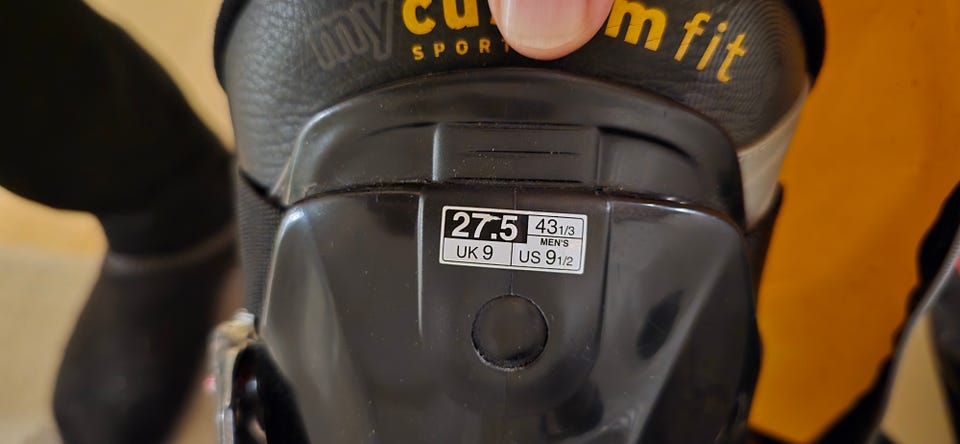 my fit
SPORT
27.5 43 1/3
MEN'S
UK 9 US 9 1/2